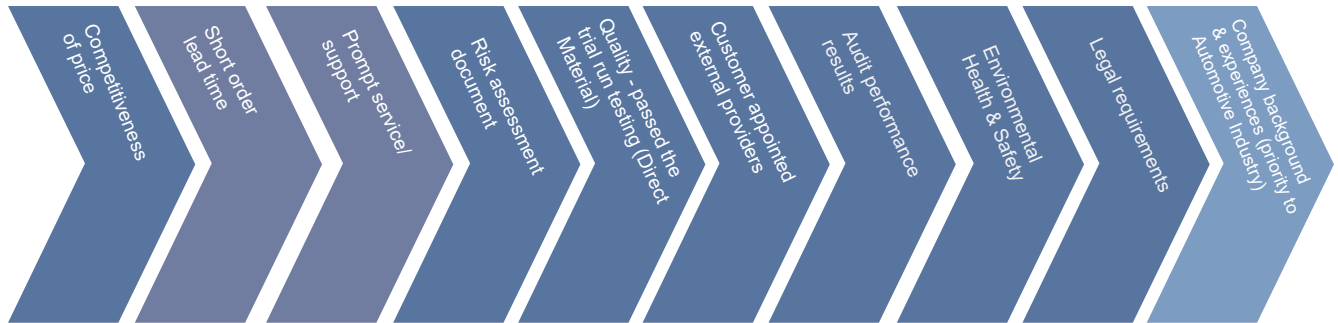 Competitiveness
of price
Short order
lead time
Prompt service/
support
Risk assessment
document
Quality - passed the
trial run testing (Direct
Material)
Customer appointed
external providers
Audit performance
results
Environmental
Health & Safety
Legal requirements
Company background
& experiences (priority to
Automotive Industry)